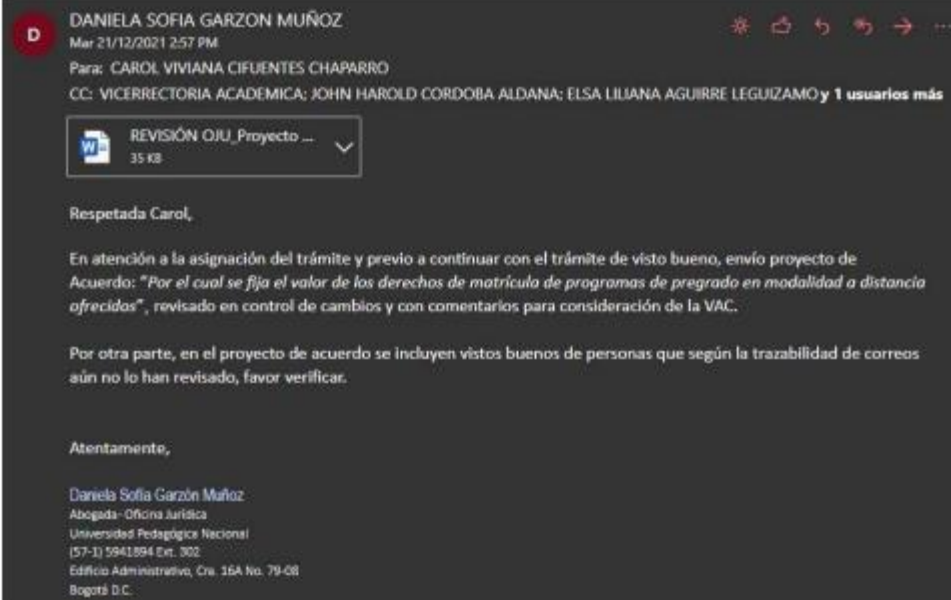 D
DANIELA SOFIA GARZON MUÑOZ
Mar 21/12/2021 2:57 PM
Para: CAROL VIVIANA CIFUENTES CHAPARRO
CC: VICERRECTORIA ACADEMICA; JOHN HAROLD CORDOBA ALDANA; ELSA LILIANA AGUIRRE LEGUIZAMO y 1 usuarios más
REVISIÓN OJU_Proyecto ...
35 KB
Respetada Carol,
En atención a la asignación del trámite y previo a continuar con el trámite de visto bueno, envío proyecto de
Acuerdo: "Por el cual se fija el valor de los derechos de matrícula de programas de pregrado en modalidad a distancia
ofrecidos", revisado en control de cambios y con comentarios para consideración de la VAC.
Por otra parte, en el proyecto de acuerdo se incluyen vistos buenos de personas que según la trazabilidad de correos
aún no lo han revisado, favor verificar.
Atentamente,
Daniela Sofía Garzón Muñoz
Abogada- Oficina Jurídica
Universidad Pedagógica Nacional
(57-1) 5941894 Ext. 302
Edificio Administrativo, Cra. 16A No. 79-08
Bogotá D.C.